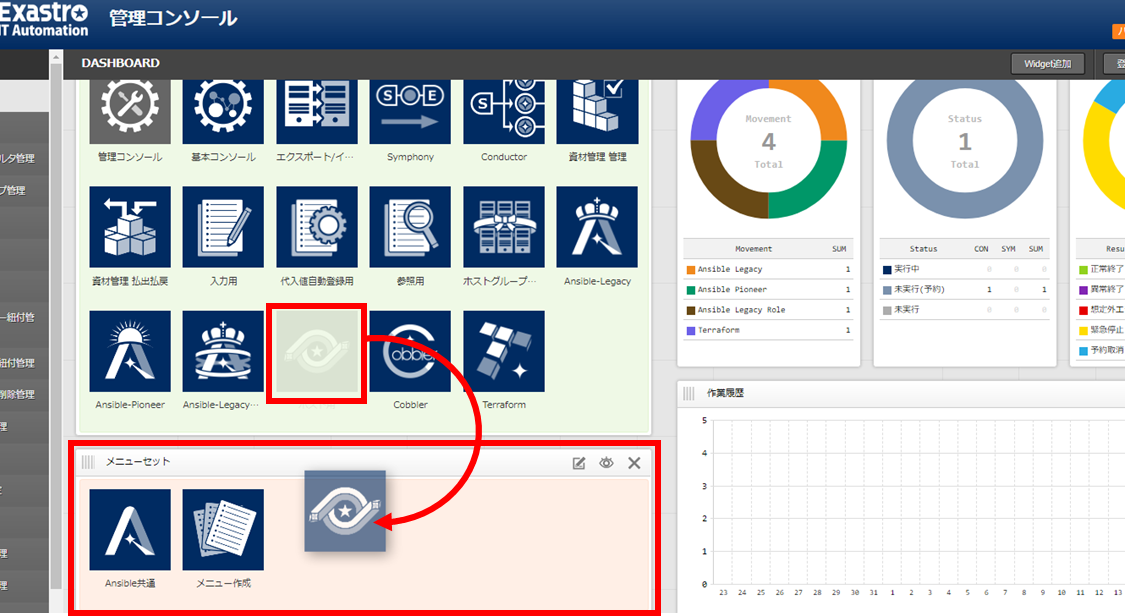 Exastro
IT Automation
管理コンソール
DASHBOARD
Widget追加
管理コンソール
基本コンソール
エクスポート/イ…
Symphony
Conductor
資材管理 管理
資材管理 払出払戻
入力用
代入値自動登録用
参照用
ホストグループ…
Ansible-Legacy
Ansible-Pioneer
Ansible-Legacy…
Cobbler
Cobbler
Terraform
S O E
S
メニューセット
Ansible共通
メニュー作成
Movement
4
Total
Movement SUM
Ansible Legacy 1
Ansible Pioneer 1
Ansible Legacy Role 1
Terraform 1
Status
1
Total
Status CON SYM SUM
実行中 0 0 0
未実行(予約) 1 0 1
未実行 0 0 0
Resu
正常終了
異常終了
想定外エ
緊急停止
予約取消
作業履歴
5
4
3
2
1
0
23 24 25 26 27 28 29 30 31 1 2 3 4 5 6 7 8 9 10 11 12 13
ルタ管理
プ管理
ー紐付管
紐付管理
削除管理
理
理
理